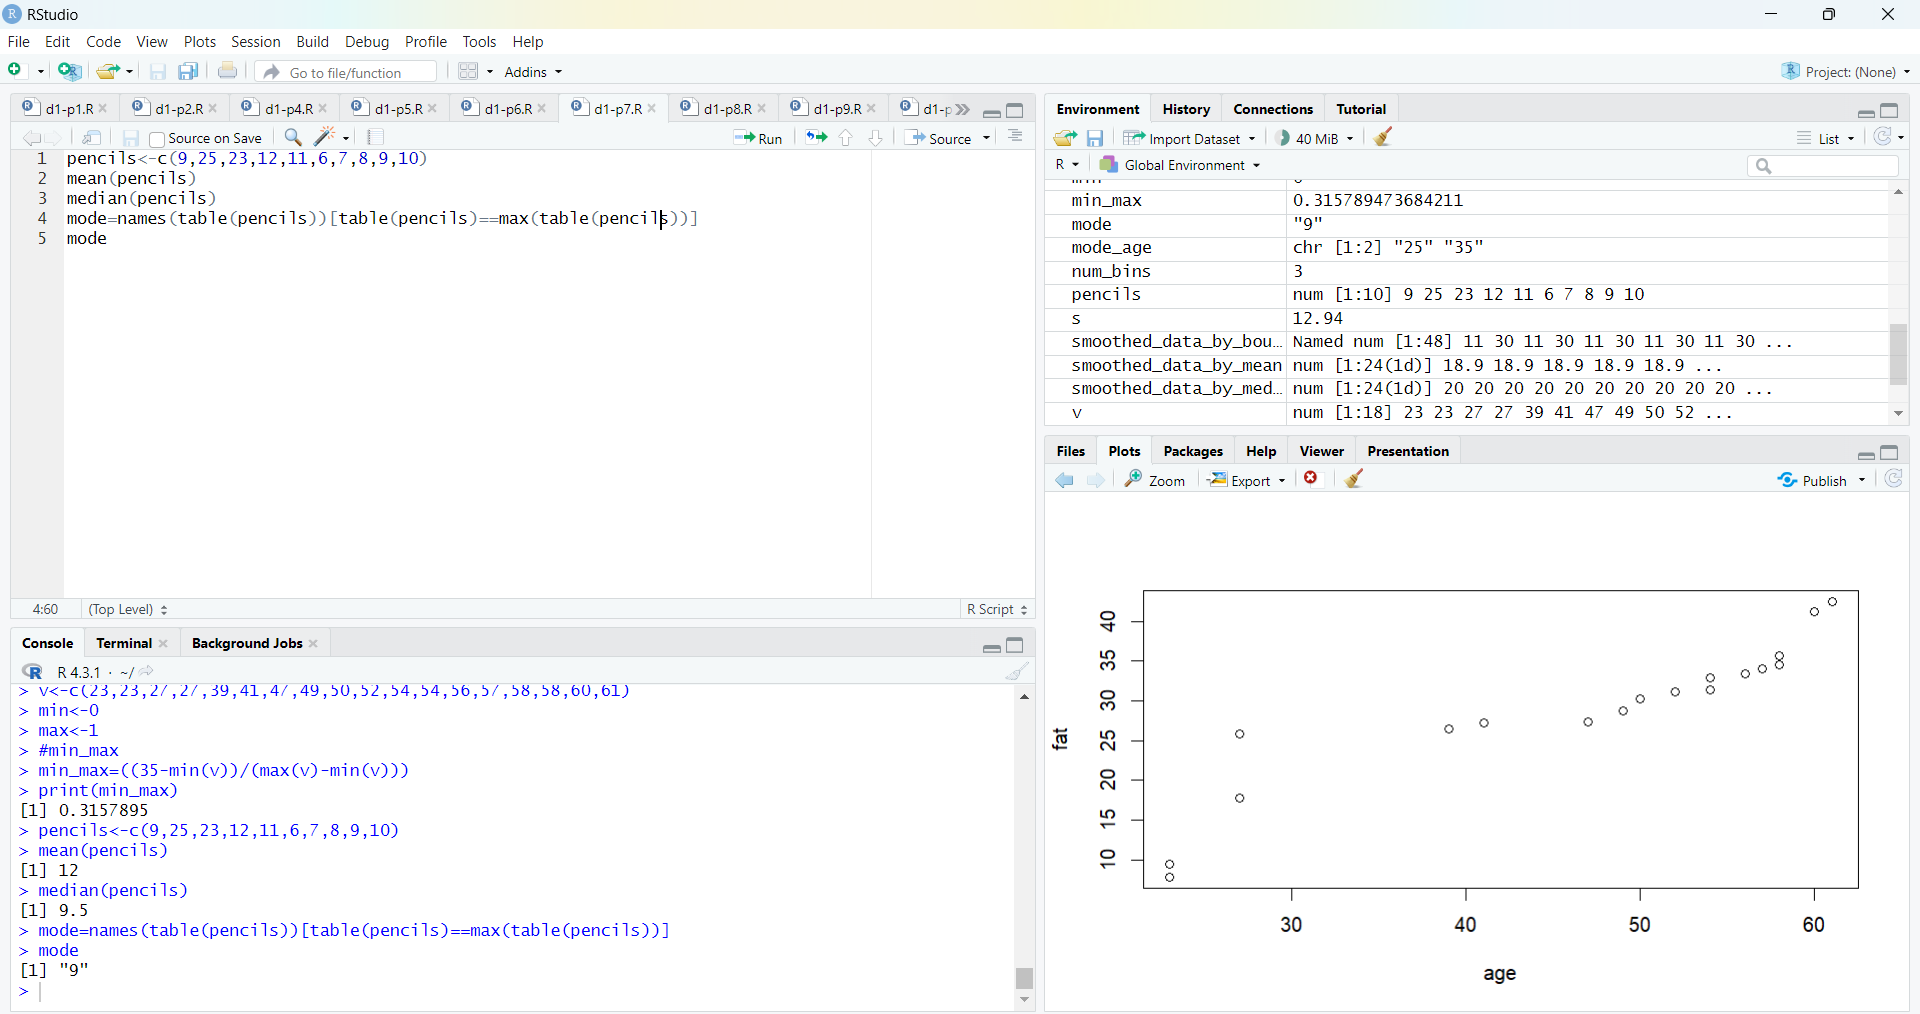 RStudio
File Edit Code View Plots Session Build Debug Profile Tools Help
Go to file/function Addins Project: (None)
d1-p1.R d1-p2.R d1-p4.R d1-p5.R d1-p6.R d1-p7.R d1-p8.R d1-p9.R d1-p
Source on Save Run Source
1 pencils<-c(9,25,23,12,11,6,7,8,9,10)
2 mean(pencils)
3 median(pencils)
4 mode=names(table(pencils))[table(pencils)==max(table(pencils))]
5 mode
4:60 (Top Level) R Script
Console Terminal Background Jobs
R 4.3.1 · ~/
> v<-c(23,23,27,27,39,41,47,49,50,52,54,54,56,57,58,58,60,61)
> min<-0
> max<-1
> #min_max
> min_max=((35-min(v))/(max(v)-min(v)))
> print(min_max)
[1] 0.3157895
> pencils<-c(9,25,23,12,11,6,7,8,9,10)
> mean(pencils)
[1] 12
> median(pencils)
[1] 9.5
> mode=names(table(pencils))[table(pencils)==max(table(pencils))]
> mode
[1] "9"
>
Environment History Connections Tutorial
Import Dataset 40 MiB List
R Global Environment
min_max 0.315789473684211
mode "9"
mode_age chr [1:2] "25" "35"
num_bins 3
pencils num [1:10] 9 25 23 12 11 6 7 8 9 10
s 12.94
smoothed_data_by_bou… Named num [1:48] 11 30 11 30 11 30 11 30 11 30 ...
smoothed_data_by_mean num [1:24(1d)] 18.9 18.9 18.9 18.9 18.9 ...
smoothed_data_by_med… num [1:24(1d)] 20 20 20 20 20 20 20 20 20 20 ...
v num [1:18] 23 23 27 27 39 41 47 49 50 52 ...
Files Plots Packages Help Viewer Presentation
Zoom Export Publish
fat
40
35
30
25
20
15
10
30 40 50 60
age